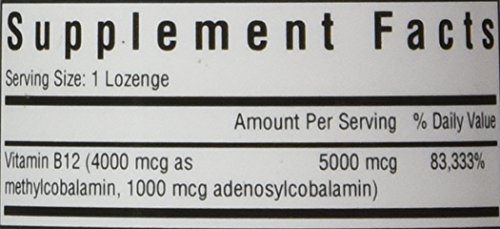 Supplement Facts
Serving Size: 1 Lozenge
Amount Per Serving % Daily Value
Vitamin B12 (4000 mcg as 5000 mcg 83,333%
methylcobalamin, 1000 mcg adenosylcobalamin)